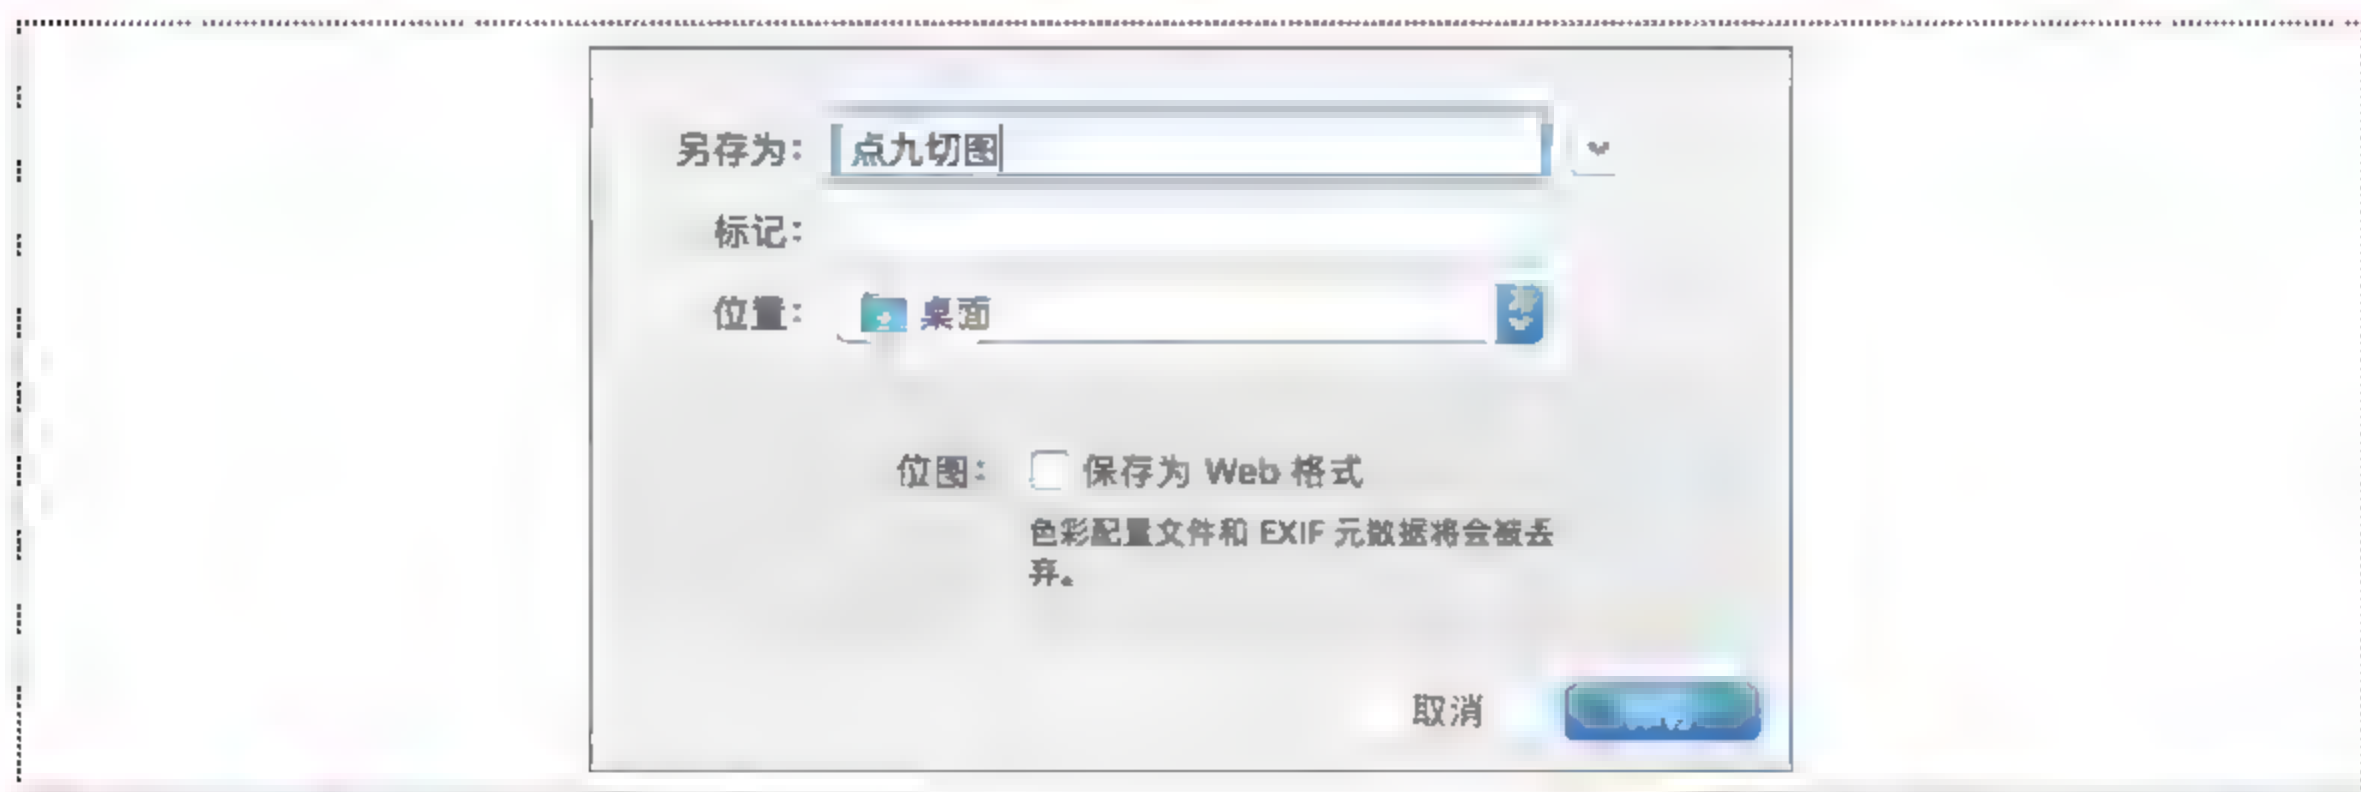 另存为: 点九切图
标记:
位置: 桌面
位图: 保存为 Web 格式
色彩配置文件和 EXIF 元数据将会被丢
弃。
取消